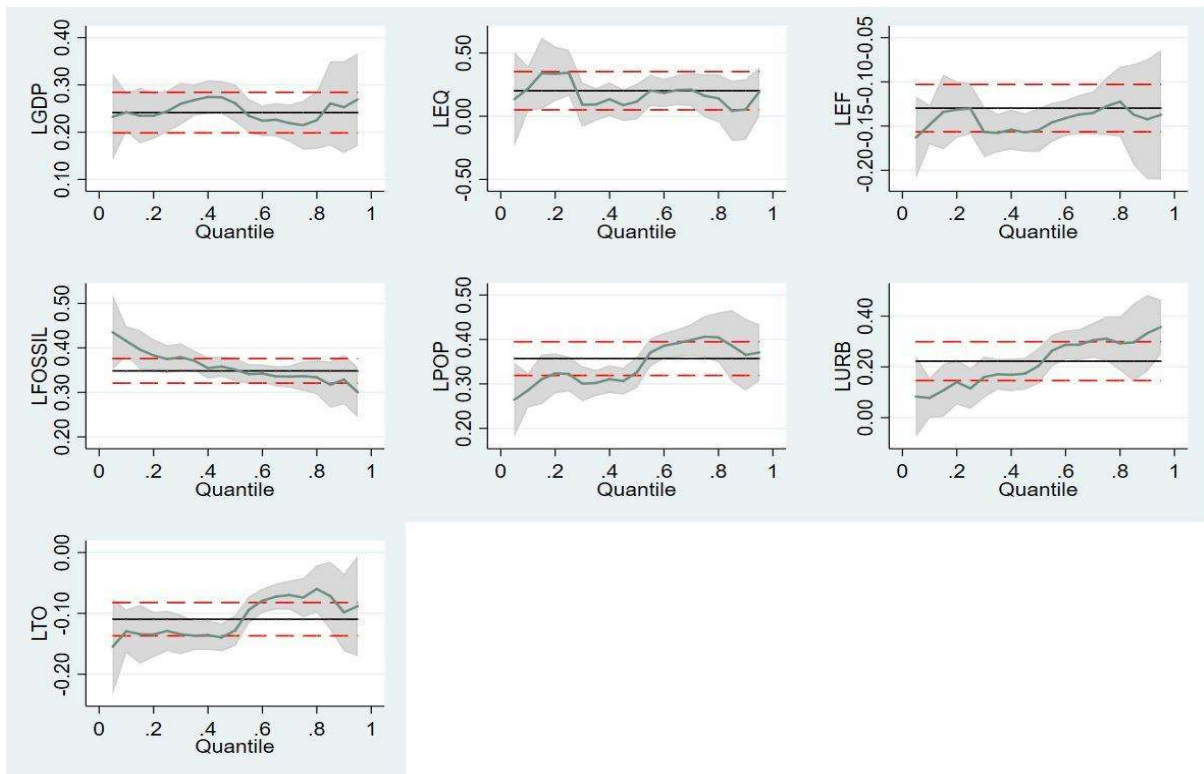 LGDP
0.40
0.30
0.20
0.10
0 .2 .4 .6 .8 1
Quantile
LEQ
0.50
0.00
-0.50
0 .2 .4 .6 .8 1
Quantile
LEF
-0.05
-0.10
-0.15
-0.20
0 .2 .4 .6 .8 1
Quantile
LFOSSIL
0.50
0.40
0.30
0.20
0 .2 .4 .6 .8 1
Quantile
LPOP
0.50
0.40
0.30
0.20
0 .2 .4 .6 .8 1
Quantile
LURB
0.40
0.20
0.00
0 .2 .4 .6 .8 1
Quantile
LTO
0.00
-0.10
-0.20
0 .2 .4 .6 .8 1
Quantile